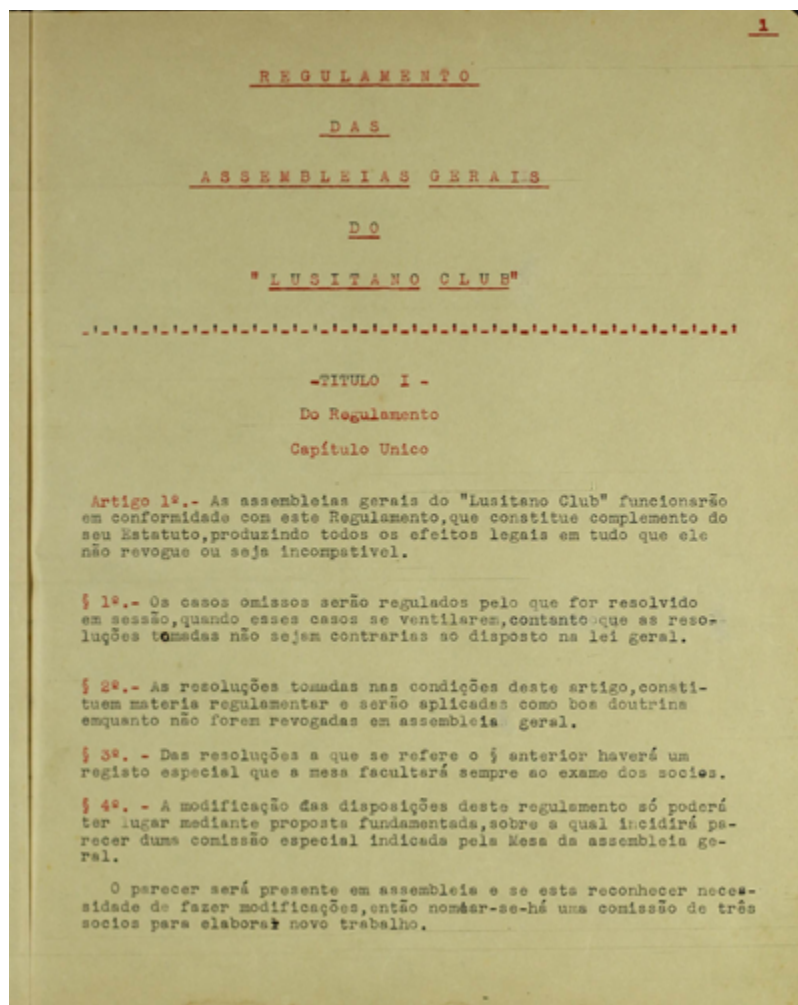 1
REGULAMENTO
DAS
ASSEMBLEIAS GERAIS
DO
"LUSITANO CLUB"
-TITULO I -
Do Regulamento
Capítulo Unico
Artigo 1º.- As assembleias gerais do "Lusitano Club" funcionarão
em conformidade com este Regulamento,que constitue complemento do
seu Estatuto,produzindo todos os efeitos legais em tudo que ele
não revogue ou seja incompativel.
§ 1º.- Os casos omissos serão regulados pelo que for resolvido
em sessão,quando esses casos se ventilarem,contanto que as reso-
luções tomadas não sejam contrarias ao disposto na lei geral.
§ 2º.- As resoluções tomadas nas condições deste artigo,consti-
tuem materia regulamentar e serão aplicadas como boa doutrina
emquanto não forem revogadas em assembleia geral.
§ 3º. - Das resoluções a que se refere o § anterior haverá um
registo especial que a mesa facultará sempre ao exame dos socios.
§ 4º. - A modificação das disposições deste regulamento só poderá
ter lugar mediante proposta fundamentada,sobre a qual incidirá pa-
recer duma comissão especial indicada pela Mesa da assembleia ge-
ral.
O parecer será presente em assembleia e se esta reconhecer neces-
sidade de fazer modificações,então nomear-se-há uma comissão de três
socios para elaborar novo trabalho.